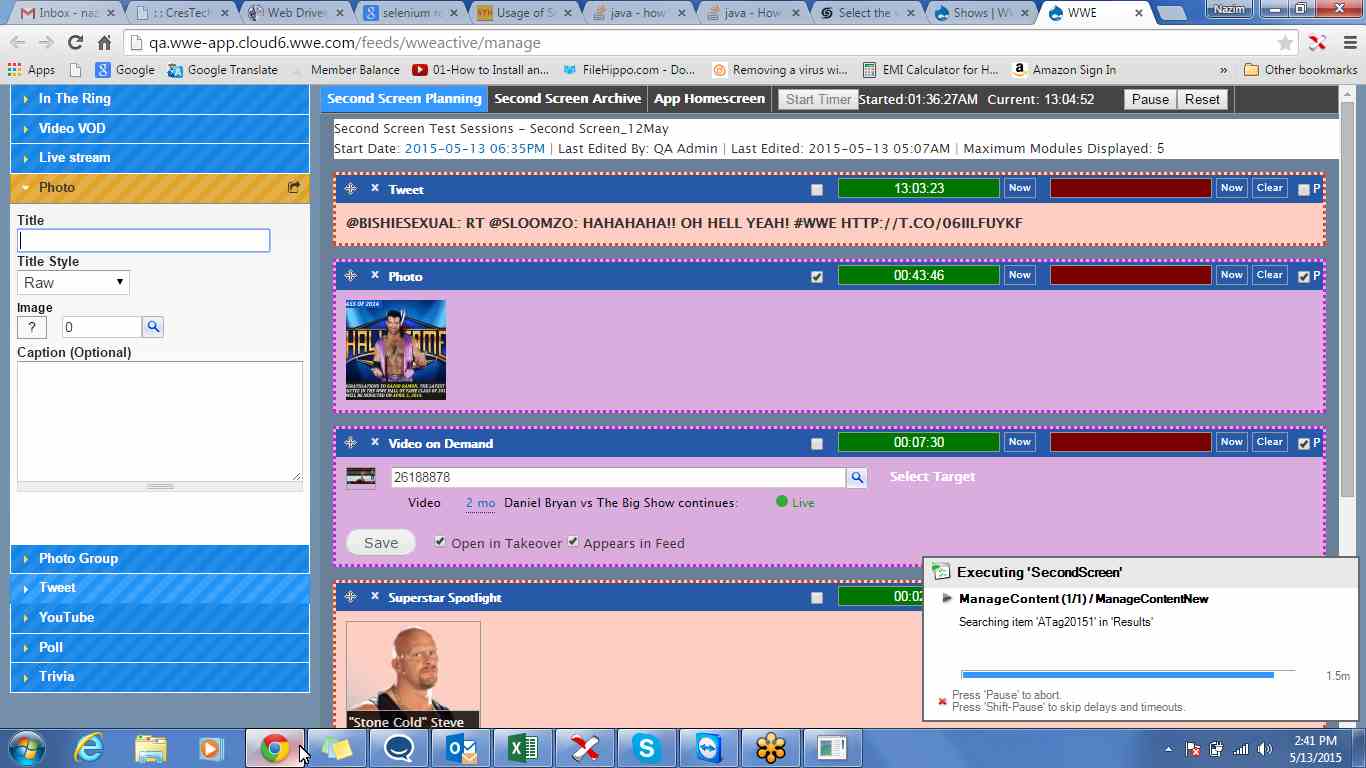 Inbox - naz
: : CresTech
Web Drive
selenium r
Usage of S
java - how
java - How
Select the
Shows | W
WWE
Nazim
qa.wwe-app.cloud6.wwe.com/feeds/wweactive/manage
Apps
Google
Google Translate
Member Balance
01-How to Install an...
FileHippo.com - Do...
Removing a virus wi...
EMI Calculator for H...
Amazon Sign In
»
Other bookmarks
In The Ring
Video VOD
Live stream
Photo
Title
Title Style
Raw
Image
? 0
Caption (Optional)
Photo Group
Tweet
YouTube
Poll
Trivia
Second Screen Planning
Second Screen Archive
App Homescreen
Start Timer Started:01:36:27AM Current: 13:04:52 Pause Reset
Second Screen Test Sessions - Second Screen_12May
Start Date: 2015-05-13 06:35PM | Last Edited By: QA Admin | Last Edited: 2015-05-13 05:07AM | Maximum Modules Displayed: 5
Tweet 13:03:23 Now Now Clear P
@BISHIESEXUAL: RT @SLOOMZO: HAHAHAHA!! OH HELL YEAH! #WWE HTTP://T.CO/06IILFUYKF
Photo 00:43:46 Now Now Clear P
Video on Demand 00:07:30 Now Now Clear P
26188878 Select Target
Video 2 mo Daniel Bryan vs The Big Show continues: Live
Save Open in Takeover Appears in Feed
Superstar Spotlight 00:02
"Stone Cold" Steve
Executing 'SecondScreen'
ManageContent (1/1) / ManageContentNew
Searching item 'ATag20151' in 'Results'
1.5m
Press 'Pause' to abort.
Press 'Shift-Pause' to skip delays and timeouts.
2:41 PM
5/13/2015